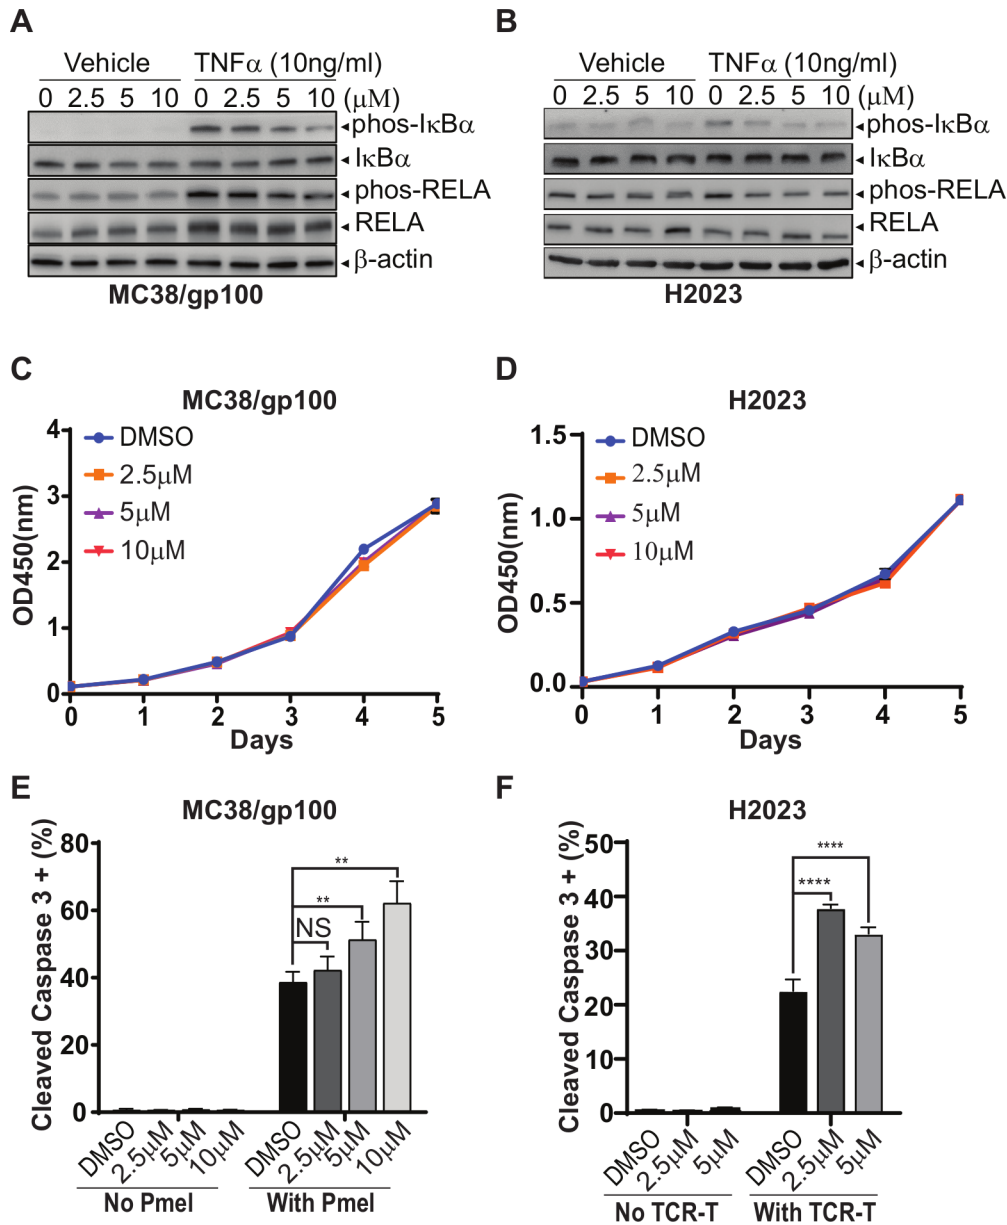 A
Vehicle TNFα (10ng/ml)
0 2.5 5 10 0 2.5 5 10 (μM)
phos-IκBα
IκBα
phos-RELA
RELA
β-actin
MC38/gp100
B
Vehicle TNFα (10ng/ml)
0 2.5 5 10 0 2.5 5 10 (μM)
phos-IκBα
IκBα
phos-RELA
RELA
β-actin
H2023
C
MC38/gp100
OD450(nm)
4
3
2
1
0
DMSO
2.5μM
5μM
10μM
0 1 2 3 4 5
Days
D
H2023
OD450(nm)
1.5
1.0
0.5
0.0
DMSO
2.5μM
5μM
10μM
0 1 2 3 4 5
Days
E
MC38/gp100
Cleaved Caspase 3 + (%)
80
60
40
20
0
**
**
NS
DMSO 2.5μM 5μM 10μM DMSO 2.5μM 5μM 10μM
No Pmel With Pmel
F
H2023
Cleaved Caspase 3 + (%)
50
40
30
20
10
0
****
****
DMSO 2.5μM 5μM DMSO 2.5μM 5μM
No TCR-T With TCR-T